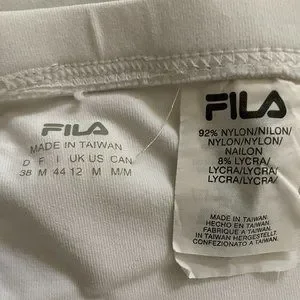 FILA
MADE IN TAIWAN
D F I UK US CAN
38 M 44 12 M M/M
FILA
92% NYLON/NILON/
NYLON/NYLON/
NAILON
8% LYCRA/
LYCRA/LYCRA/
LYCRA/LYCRA/
MADE IN TAIWAN.
HECHO EN TAIWAN.
FABRIQUE A TAIWAN.
IN TAIWAN HERGESTELLT.
CONFEZIONATO A TAIWAN.